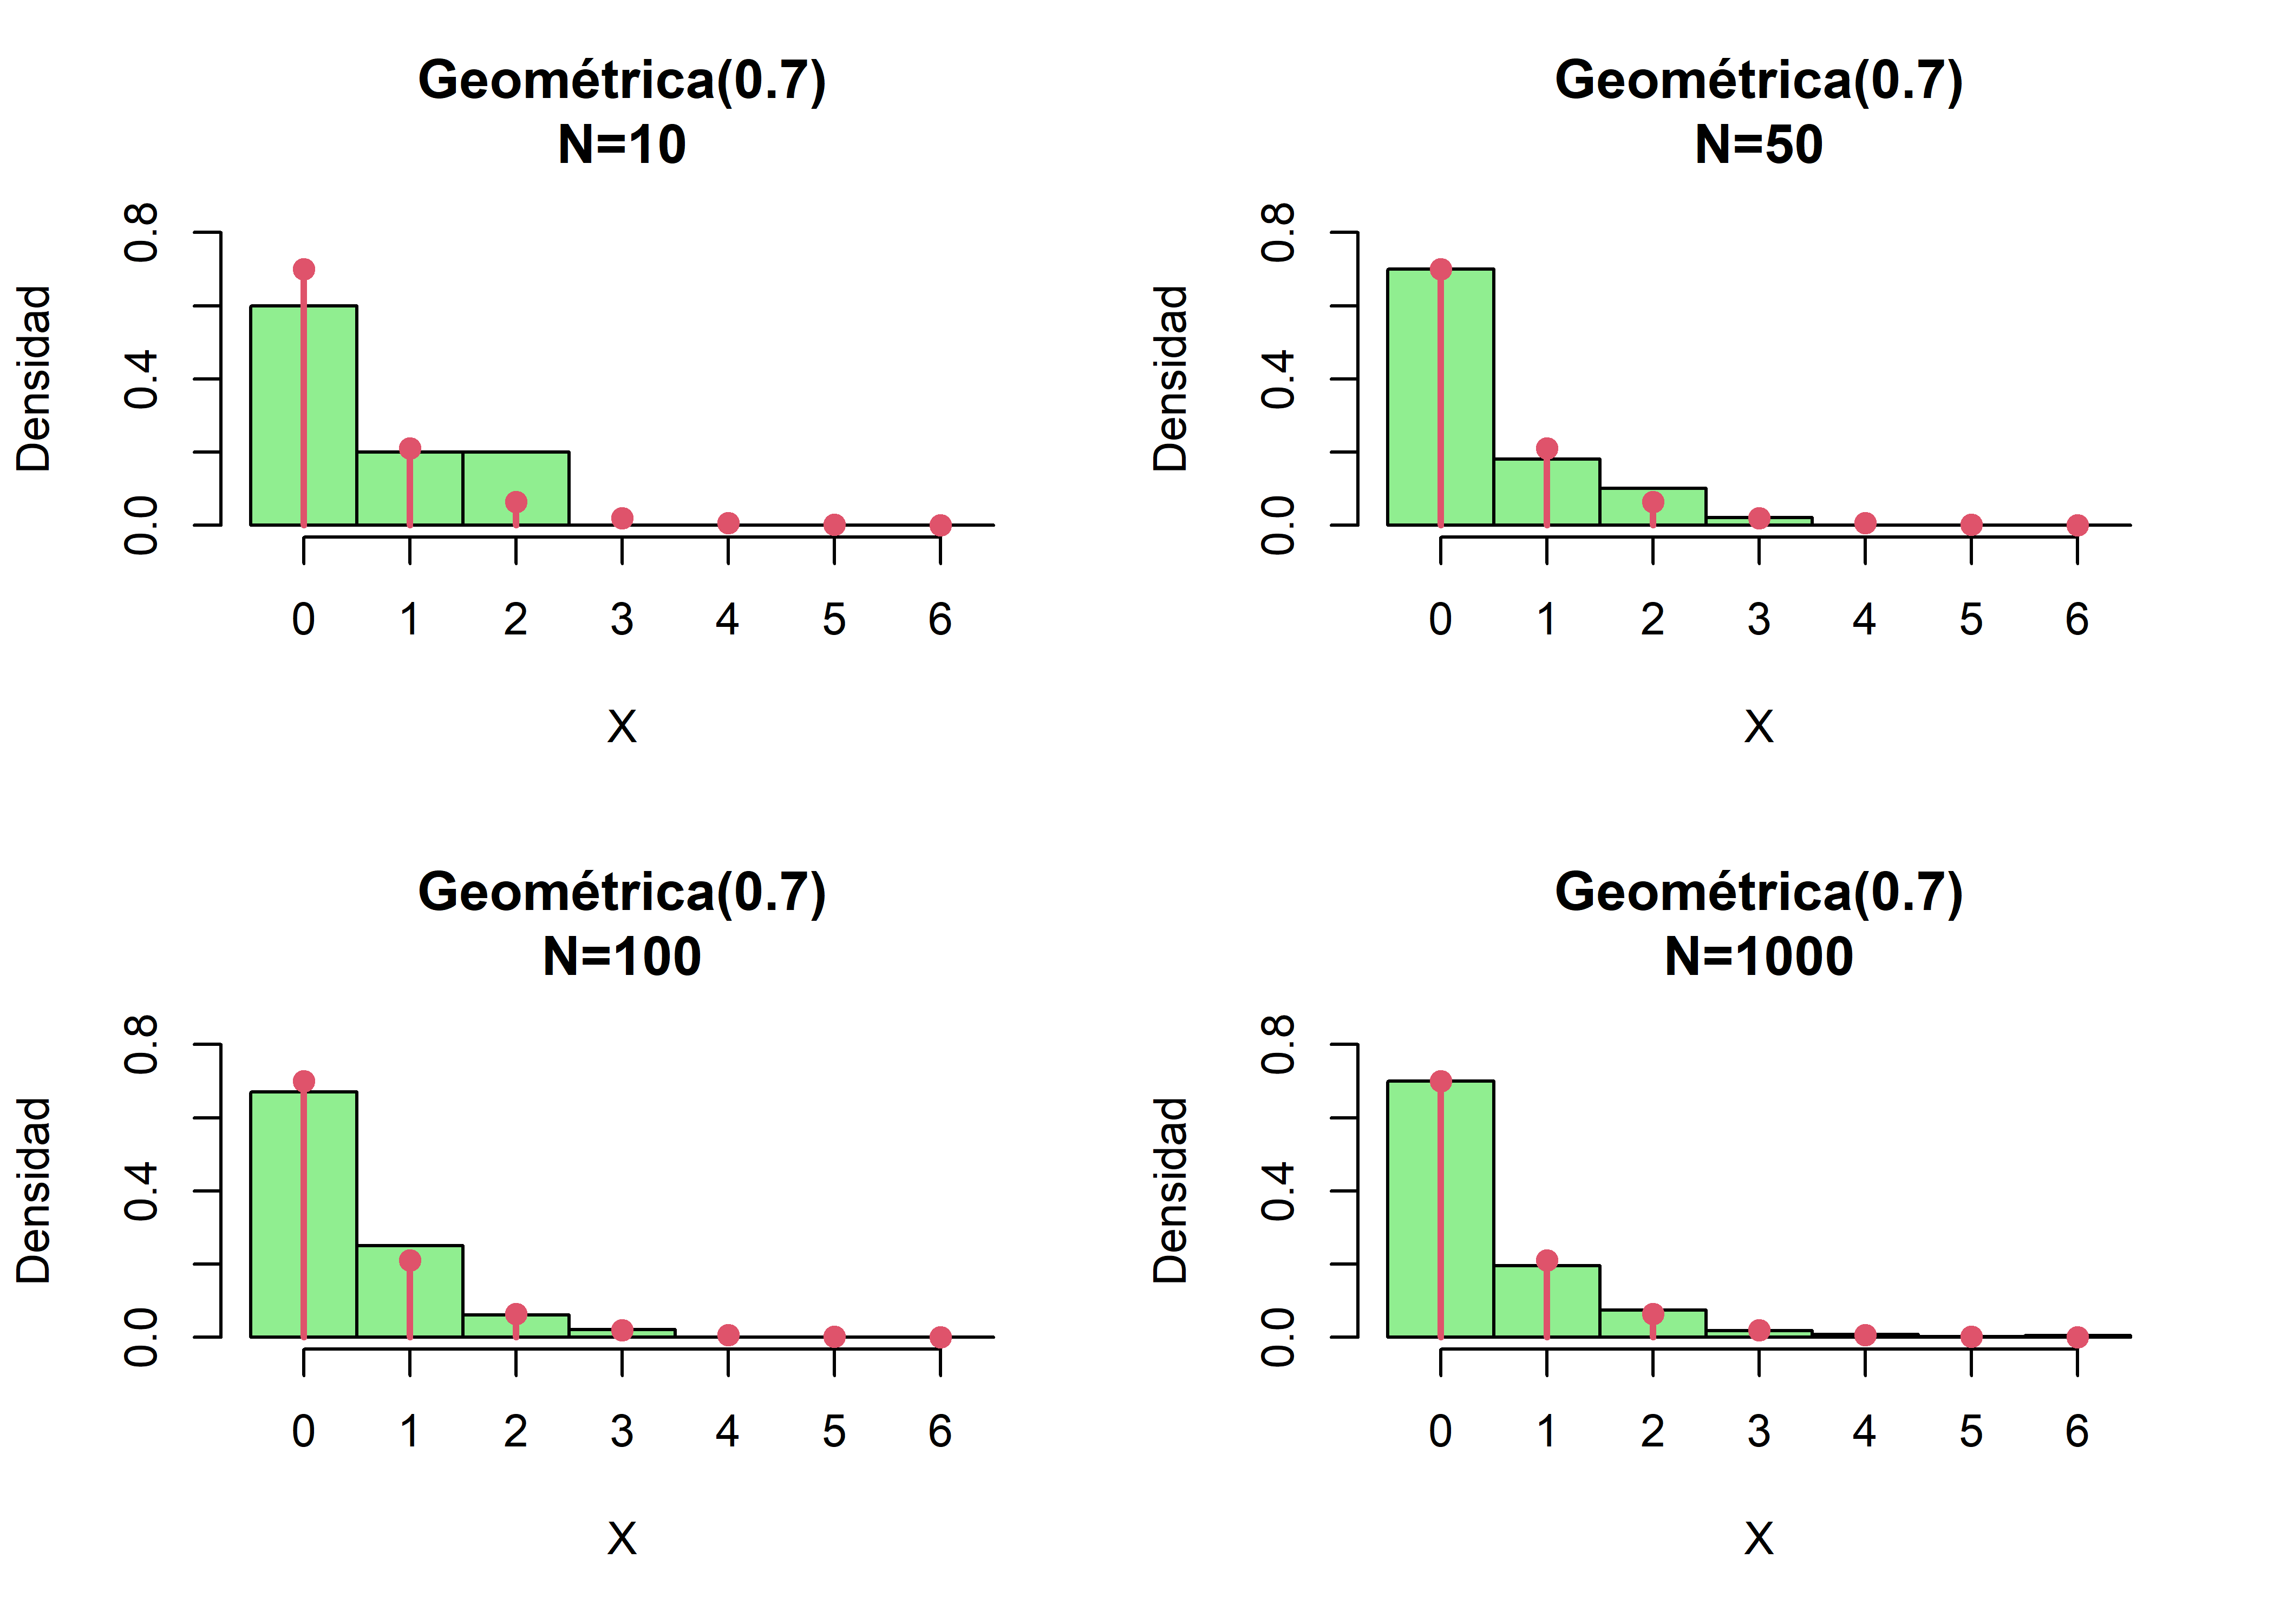 Geométrica(0.7)
N=10
Densidad
0.8
0.4
0.0
0 1 2 3 4 5 6
X
Geométrica(0.7)
N=50
Densidad
0.8
0.4
0.0
0 1 2 3 4 5 6
X
Geométrica(0.7)
N=100
Densidad
0.8
0.4
0.0
0 1 2 3 4 5 6
X
Geométrica(0.7)
N=1000
Densidad
0.8
0.4
0.0
0 1 2 3 4 5 6
X